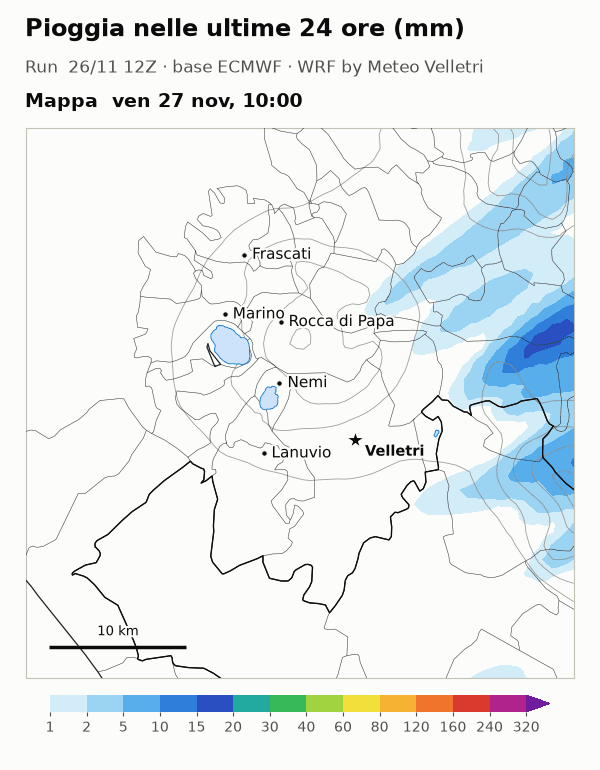 Pioggia nelle ultime 24 ore (mm)
Run  26/11 12Z · base ECMWF · WRF by Meteo Velletri
Mappa  ven 27 nov, 10:00
Frascati
Marino
Rocca di Papa
Nemi
Velletri
Lanuvio
10 km
1 2 5 10 15 20 30 40 60 80 120 160 240 320